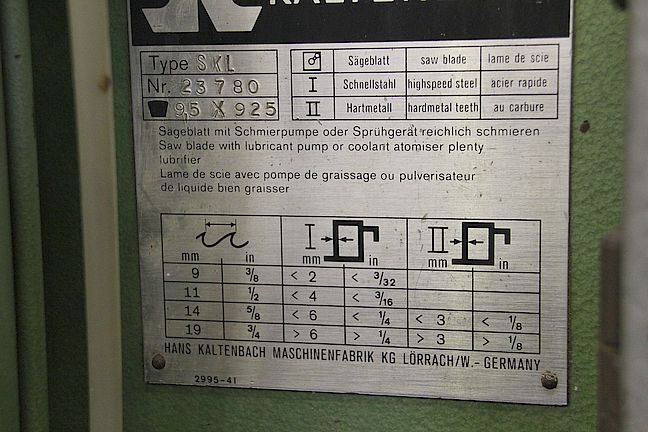 Type SKL
Nr. 23780
9,5 X 925
Sägeblatt saw blade lame de scie
I Schnellstahl highspeed steel acier rapide
II Hartmetall hardmetal teeth au carbure
Sägeblatt mit Schmierpumpe oder Sprühgerät reichlich schmieren
Saw blade with lubricant pump or coolant atomiser plenty
lubrifier
Lame de scie avec pompe de graissage ou pulverisateur
de liquide bien graisser
I II
mm in mm in mm in
9 3/8 < 2 < 3/32
11 1/2 < 4 < 3/16
14 5/8 < 6 < 1/4 < 3 < 1/8
19 3/4 > 6 > 1/4 > 3 > 1/8
HANS KALTENBACH MASCHINENFABRIK KG LÖRRACH/W.- GERMANY
2995-41